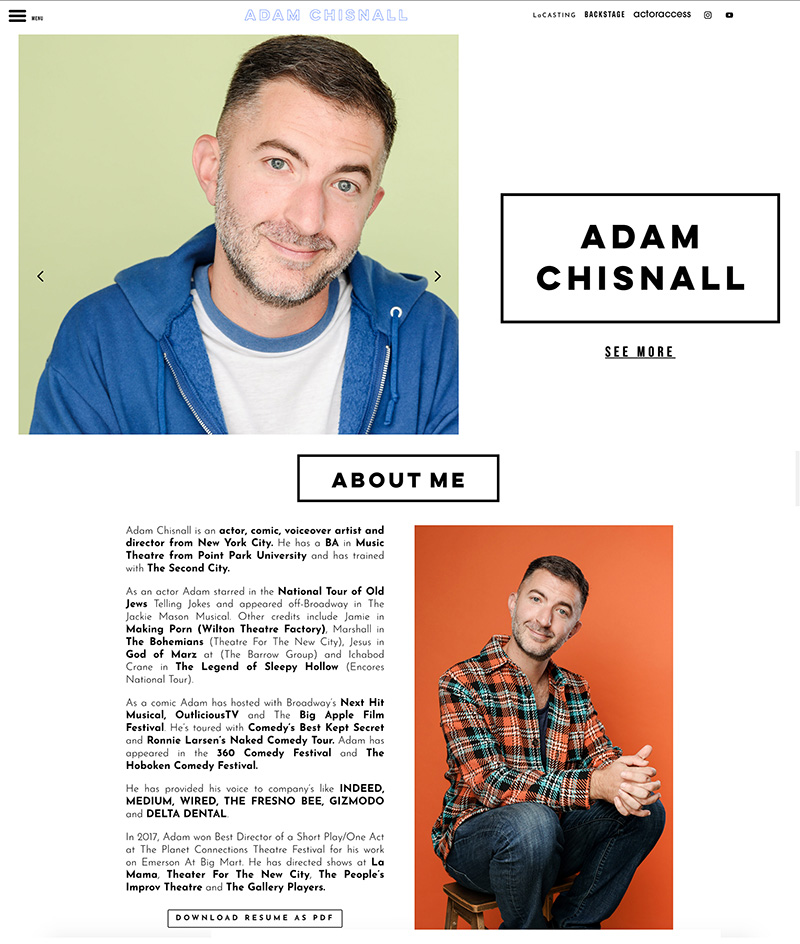 MENU
ADAM CHISNALL
LaCASTING BACKSTAGE actoraccess
ADAM
CHISNALL
SEE MORE
ABOUT ME
Adam Chisnall is an actor, comic, voiceover artist and
director from New York City. He has a BA in Music
Theatre from Point Park University and has trained
with The Second City.
As an actor Adam starred in the National Tour of Old
Jews Telling Jokes and appeared off-Broadway in The
Jackie Mason Musical. Other credits include Jamie in
Making Porn (Wilton Theatre Factory), Marshall in
The Bohemians (Theatre For The New City), Jesus in
God of Marz at (The Barrow Group) and Ichabod
Crane in The Legend of Sleepy Hollow (Encores
National Tour).
As a comic Adam has hosted with Broadway's Next Hit
Musical, OutliciousTV and The Big Apple Film
Festival. He's toured with Comedy's Best Kept Secret
and Ronnie Larsen's Naked Comedy Tour. Adam has
appeared in the 360 Comedy Festival and The
Hoboken Comedy Festival.
He has provided his voice to company's like INDEED,
MEDIUM, WIRED, THE FRESNO BEE, GIZMODO
and DELTA DENTAL.
In 2017, Adam won Best Director of a Short Play/One Act
at The Planet Connections Theatre Festival for his work
on Emerson At Big Mart. He has directed shows at La
Mama, Theater For The New City, The People's
Improv Theatre and The Gallery Players.
DOWNLOAD RESUME AS PDF